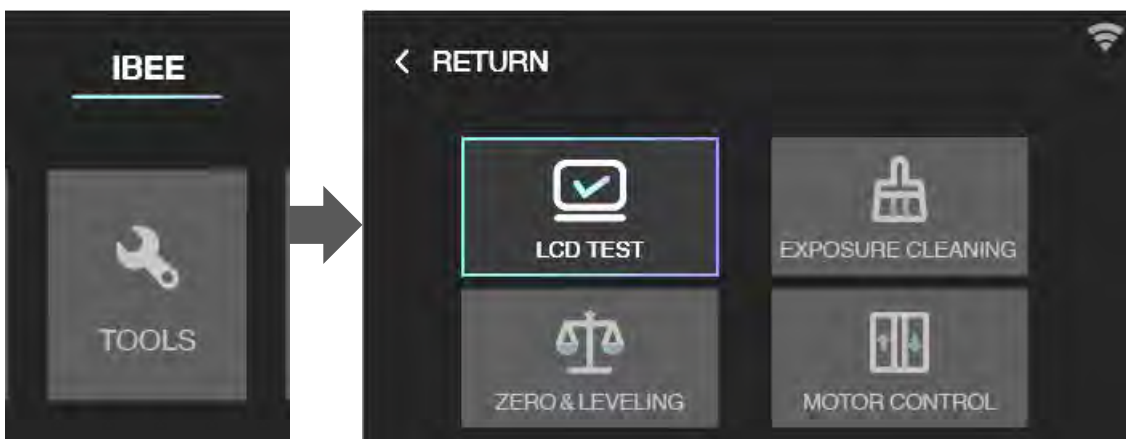 IBEE
TOOLS
< RETURN
LCD TEST
EXPOSURE CLEANING
ZERO & LEVELING
MOTOR CONTROL